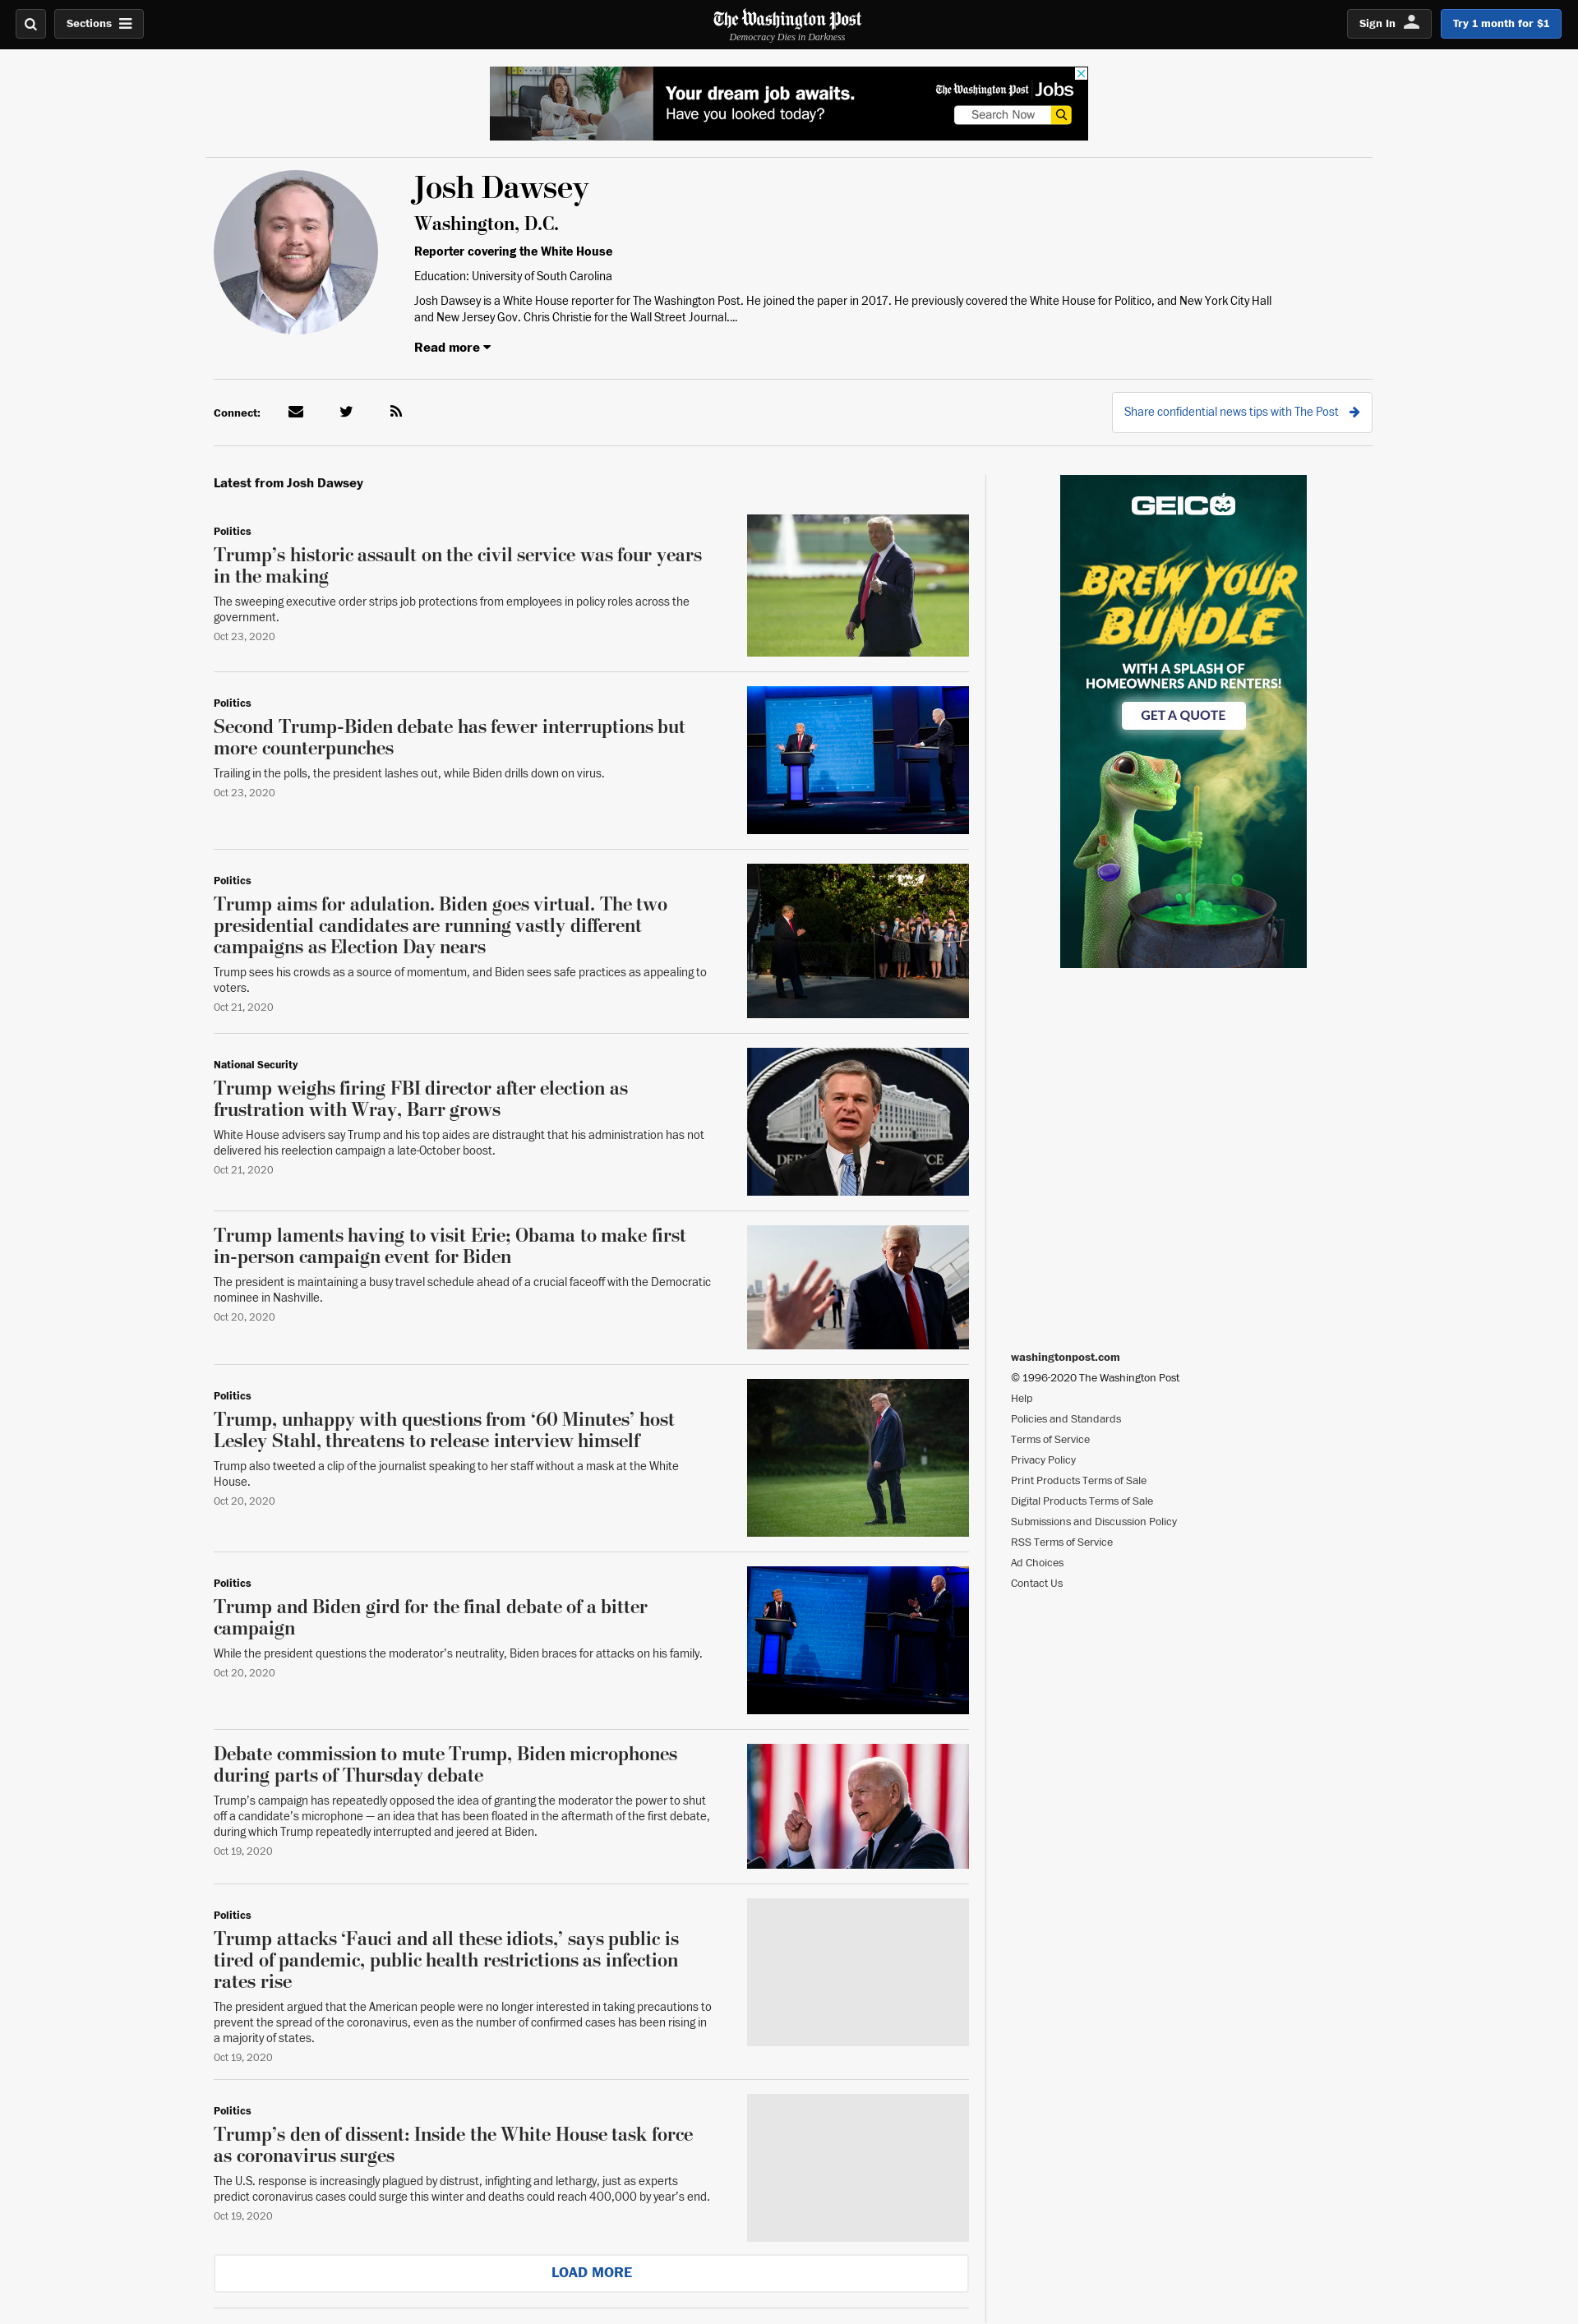 Sections
The Washington Post
Democracy Dies in Darkness
Sign In
Try 1 month for $1
Your dream job awaits.
Have you looked today?
The Washington Post Jobs
Search Now
Josh Dawsey
Washington, D.C.
Reporter covering the White House
Education: University of South Carolina
Josh Dawsey is a White House reporter for The Washington Post. He joined the paper in 2017. He previously covered the White House for Politico, and New York City Hall
and New Jersey Gov. Chris Christie for the Wall Street Journal....
Read more
Connect:
Share confidential news tips with The Post
Latest from Josh Dawsey
Politics
Trump’s historic assault on the civil service was four years
in the making
The sweeping executive order strips job protections from employees in policy roles across the
government.
Oct 23, 2020
Politics
Second Trump-Biden debate has fewer interruptions but
more counterpunches
Trailing in the polls, the president lashes out, while Biden drills down on virus.
Oct 23, 2020
Politics
Trump aims for adulation. Biden goes virtual. The two
presidential candidates are running vastly different
campaigns as Election Day nears
Trump sees his crowds as a source of momentum, and Biden sees safe practices as appealing to
voters.
Oct 21, 2020
National Security
Trump weighs firing FBI director after election as
frustration with Wray, Barr grows
White House advisers say Trump and his top aides are distraught that his administration has not
delivered his reelection campaign a late-October boost.
Oct 21, 2020
Trump laments having to visit Erie; Obama to make first
in-person campaign event for Biden
The president is maintaining a busy travel schedule ahead of a crucial faceoff with the Democratic
nominee in Nashville.
Oct 20, 2020
Politics
Trump, unhappy with questions from ‘60 Minutes’ host
Lesley Stahl, threatens to release interview himself
Trump also tweeted a clip of the journalist speaking to her staff without a mask at the White
House.
Oct 20, 2020
Politics
Trump and Biden gird for the final debate of a bitter
campaign
While the president questions the moderator’s neutrality, Biden braces for attacks on his family.
Oct 20, 2020
Debate commission to mute Trump, Biden microphones
during parts of Thursday debate
Trump’s campaign has repeatedly opposed the idea of granting the moderator the power to shut
off a candidate’s microphone — an idea that has been floated in the aftermath of the first debate,
during which Trump repeatedly interrupted and jeered at Biden.
Oct 19, 2020
Politics
Trump attacks ‘Fauci and all these idiots,’ says public is
tired of pandemic, public health restrictions as infection
rates rise
The president argued that the American people were no longer interested in taking precautions to
prevent the spread of the coronavirus, even as the number of confirmed cases has been rising in
a majority of states.
Oct 19, 2020
Politics
Trump’s den of dissent: Inside the White House task force
as coronavirus surges
The U.S. response is increasingly plagued by distrust, infighting and lethargy, just as experts
predict coronavirus cases could surge this winter and deaths could reach 400,000 by year’s end.
Oct 19, 2020
LOAD MORE
GEICO
BREW YOUR
BUNDLE
WITH A SPLASH OF
HOMEOWNERS AND RENTERS!
GET A QUOTE
washingtonpost.com
© 1996-2020 The Washington Post
Help
Policies and Standards
Terms of Service
Privacy Policy
Print Products Terms of Sale
Digital Products Terms of Sale
Submissions and Discussion Policy
RSS Terms of Service
Ad Choices
Contact Us